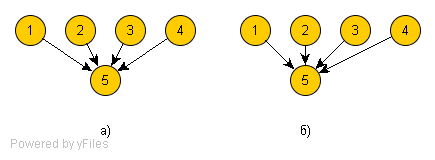 1 2 3 4 1 2 3 4
5 5
а) б)
Powered by yFiles